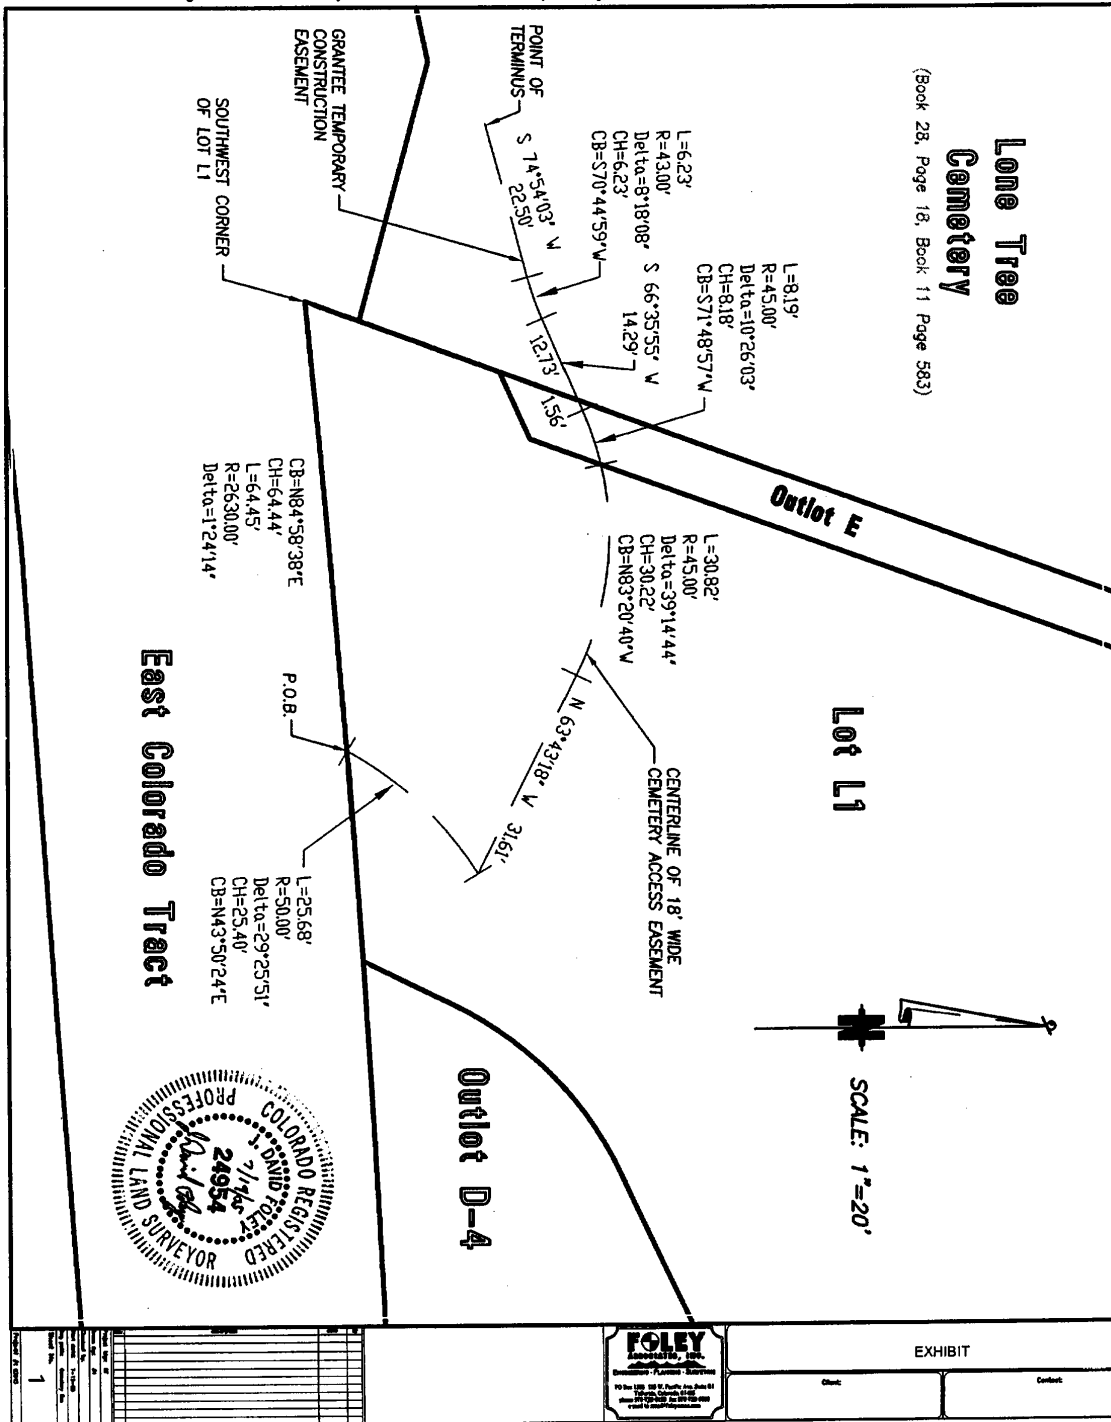 Lone Tree
Cemetery
(Book 28, Page 18, Book 11 Page 583)
Lot L1
SCALE: 1"=20'
N
L=8.19'
R=45.00'
Delta=10°26'03"
CH=8.18'
CB=S71°48'57"W
L=6.23'
R=43.00'
Delta=8°18'08"
CH=6.23'
CB=S70°44'59"W
S 66°35'55" W
14.29'
POINT OF
TERMINUS
S 74°54'03" W
22.50'
12.73'
1.56'
Outlot E
L=30.82'
R=45.00'
Delta=39°14'44"
CH=30.22'
CB=N83°20'40"W
CENTERLINE OF 18' WIDE
CEMETERY ACCESS EASEMENT
N 63°43'18" W 31.61'
GRANTEE TEMPORARY
CONSTRUCTION
EASEMENT
SOUTHWEST CORNER
OF LOT L1
CB=N84°58'38"E
CH=64.44'
L=64.45'
R=2630.00'
Delta=1°24'14"
P.O.B.
L=25.68'
R=50.00'
Delta=29°25'51"
CH=25.40'
CB=N43°50'24"E
Outlot D-4
East Colorado Tract
COLORADO REGISTERED
J. DAVID FOLEY
24954
PROFESSIONAL LAND SURVEYOR
EXHIBIT
Client:
Contact:
FOLEY
ASSOCIATES, INC.
ENGINEERING · PLANNING · SURVEYING
1